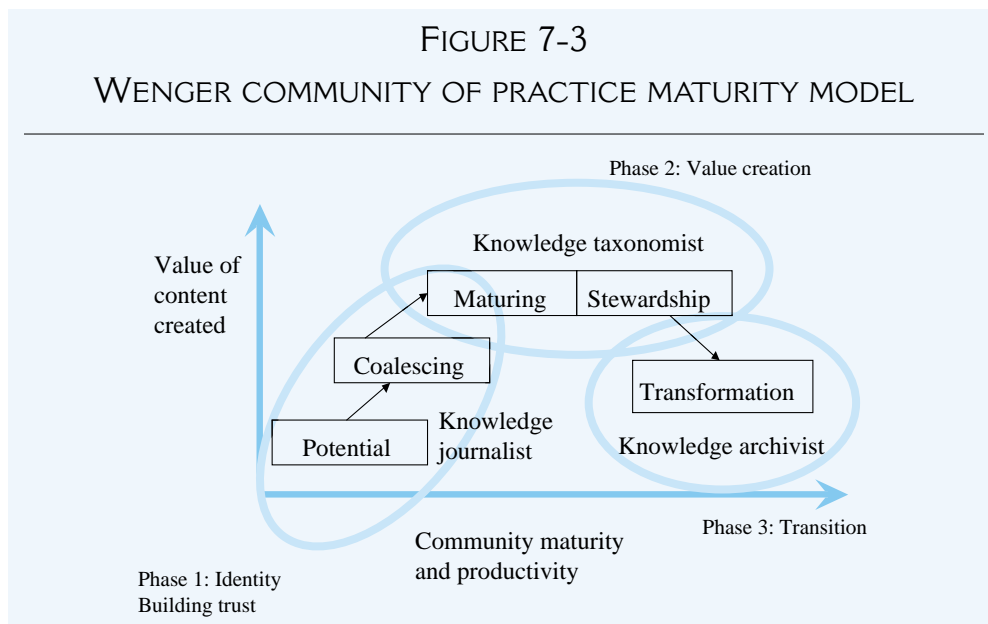 FIGURE 7-3
WENGER COMMUNITY OF PRACTICE MATURITY MODEL
Phase 2: Value creation
Knowledge taxonomist
Value of
content
created
Maturing
Stewardship
Coalescing
Transformation
Potential
Knowledge
journalist
Knowledge archivist
Phase 3: Transition
Community maturity
and productivity
Phase 1: Identity
Building trust